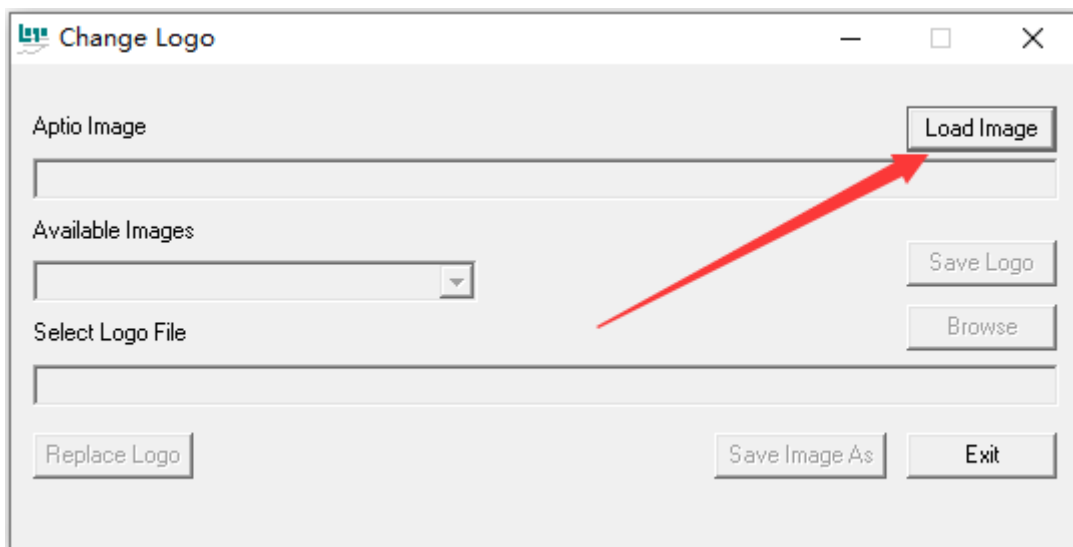 Change Logo
Aptio Image
Load Image
Available Images
Save Logo
Browse
Select Logo File
Replace Logo
Save Image As
Exit